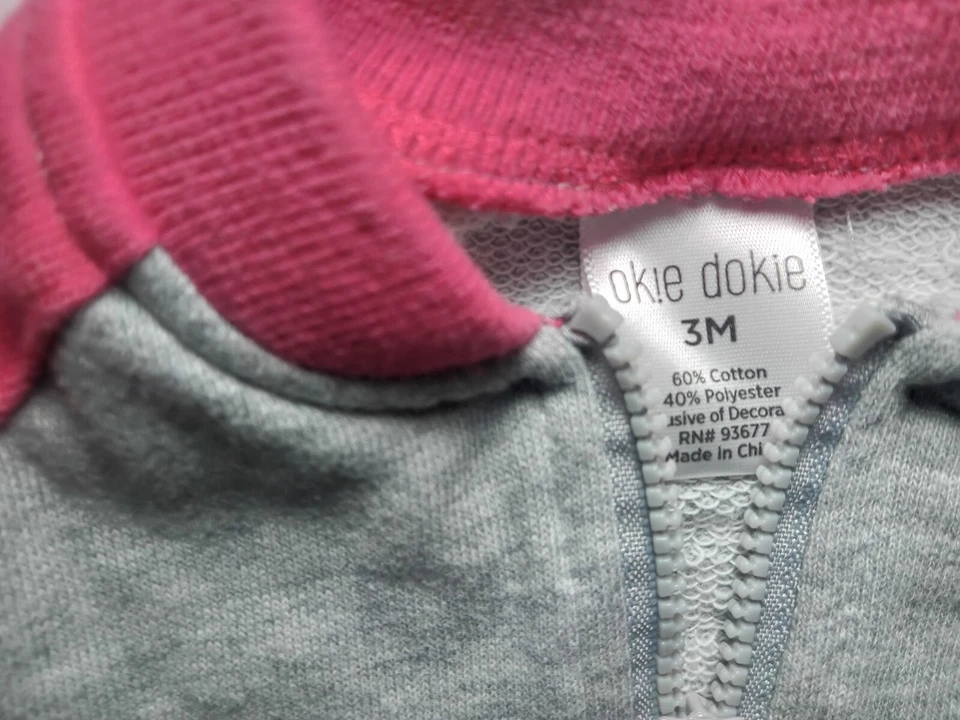 okie dokie
3M
60% Cotton
40% Polyester
usive of Decora
RN# 93677
Made In Chi